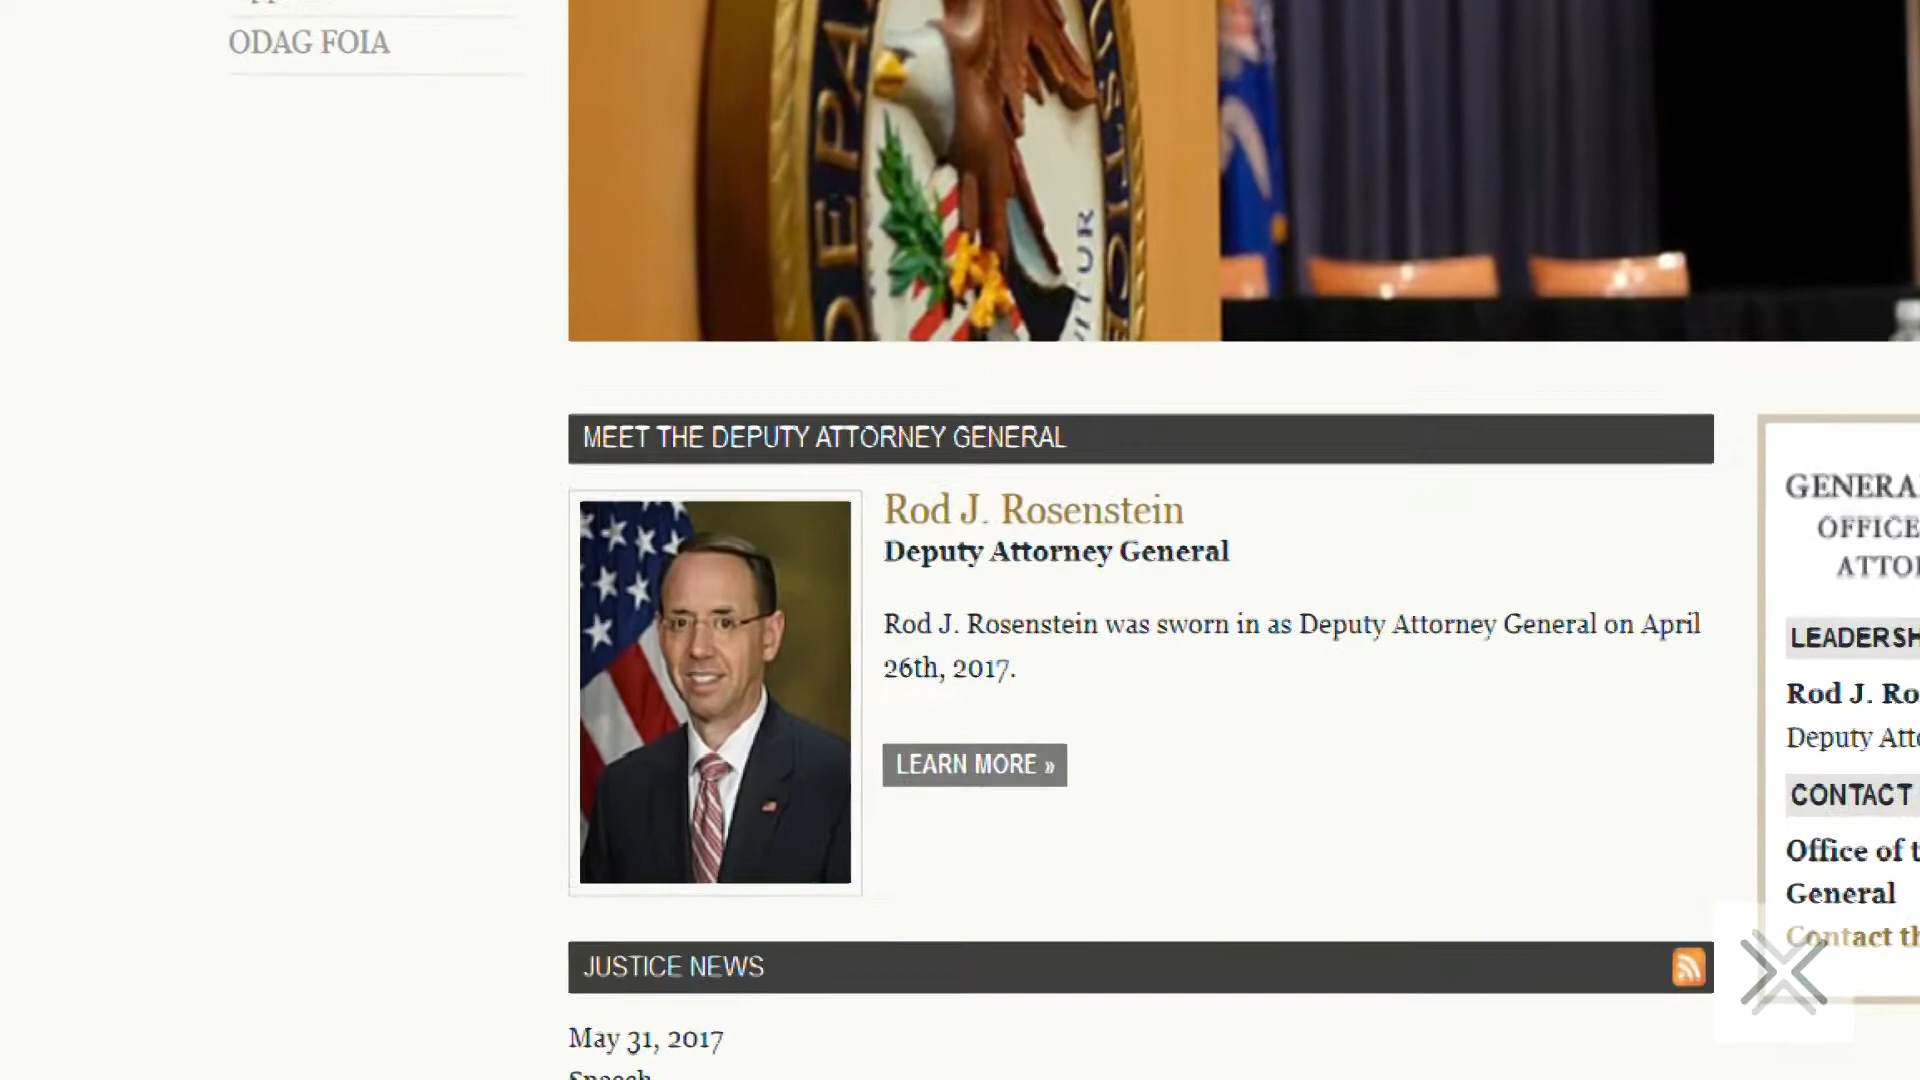 ODAG FOIA
DEPA
ITOR
MEET THE DEPUTY ATTORNEY GENERAL
Rod J. Rosenstein
Deputy Attorney General
Rod J. Rosenstein was sworn in as Deputy Attorney General on April
26th, 2017.
LEARN MORE »
JUSTICE NEWS
May 31, 2017
Speech
GENERA
OFFICE
ATTO
LEADERSH
Rod J. Ro
Deputy Att
CONTACT
Office of t
General
Contact th